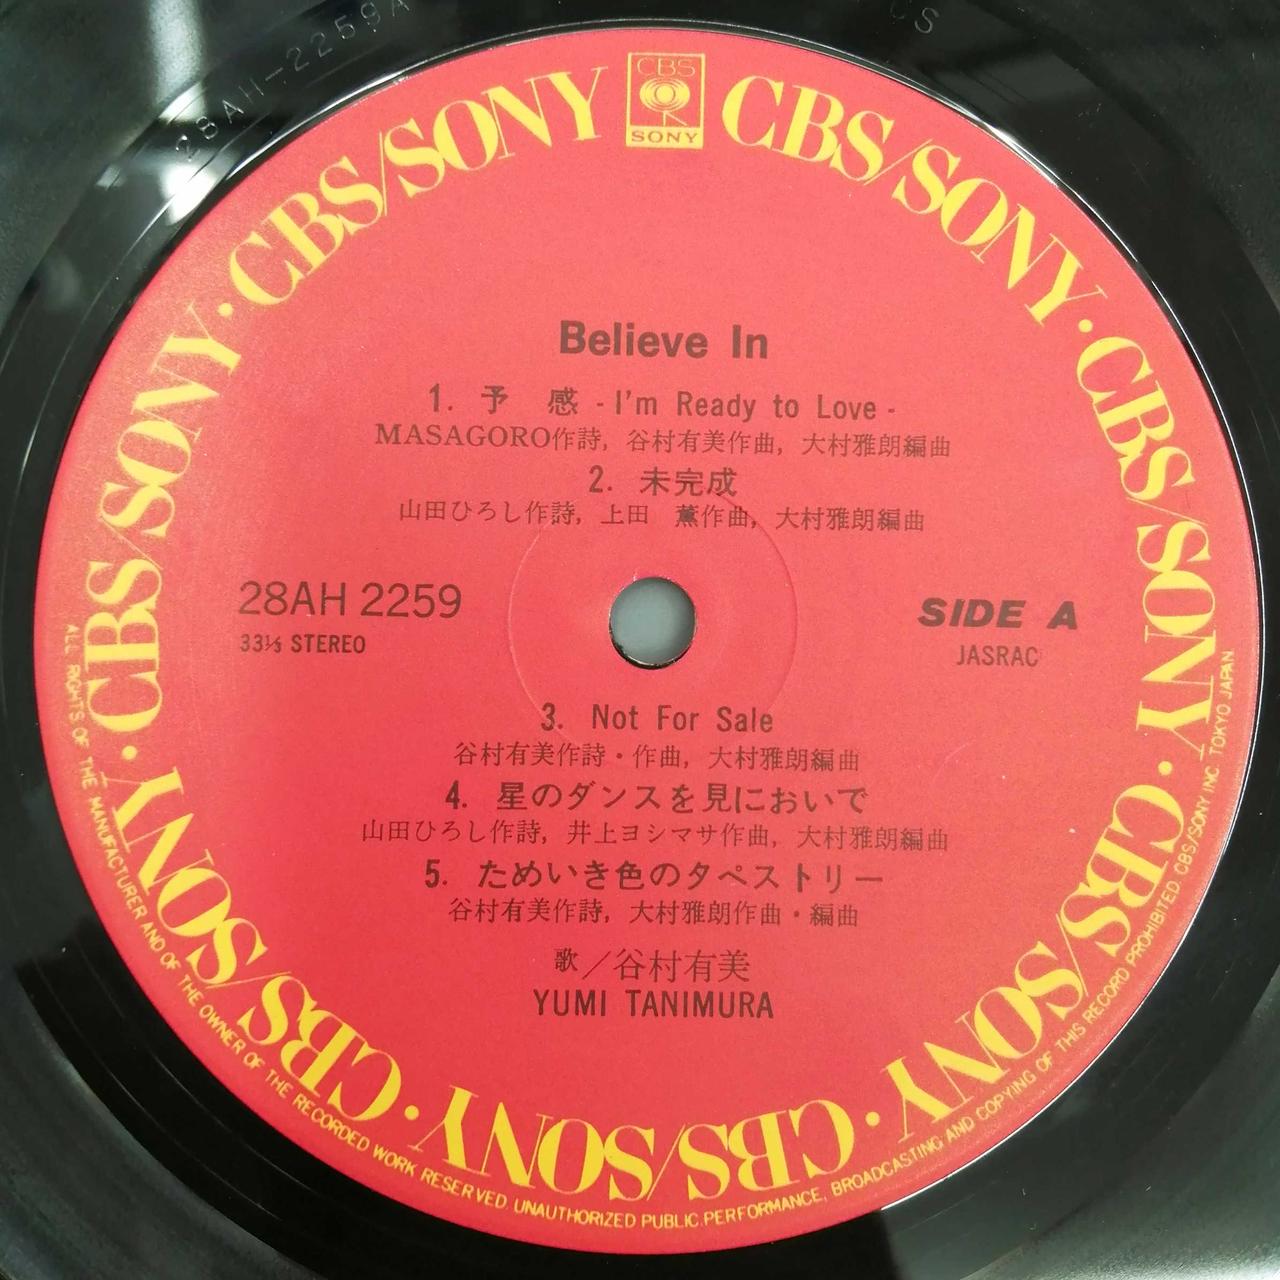 28AH-2259A
CS
CBS
SONY
CBS/SONY · CBS/SONY · CBS/SONY · CBS/SONY · CBS/SONY · CBS/SONY · CBS/SONY · CBS/SONY
Believe In
1. 予　感 - I'm Ready to Love -
MASAGORO作詩, 谷村有美作曲, 大村雅朗編曲
2. 未完成
山田ひろし作詩, 上田　薫作曲, 大村雅朗編曲
28AH 2259
33⅓ STEREO
SIDE A
JASRAC
3. Not For Sale
谷村有美作詩・作曲, 大村雅朗編曲
4. 星のダンスを見においで
山田ひろし作詩, 井上ヨシマサ作曲, 大村雅朗編曲
5. ためいき色のタペストリー
谷村有美作詩, 大村雅朗作曲・編曲
歌／谷村有美
YUMI TANIMURA
ALL RIGHTS OF THE MANUFACTURER AND OF THE OWNER OF THE RECORDED WORK RESERVED. UNAUTHORIZED PUBLIC PERFORMANCE, BROADCASTING AND COPYING OF THIS RECORD PROHIBITED. CBS/SONY INC. TOKYO JAPAN